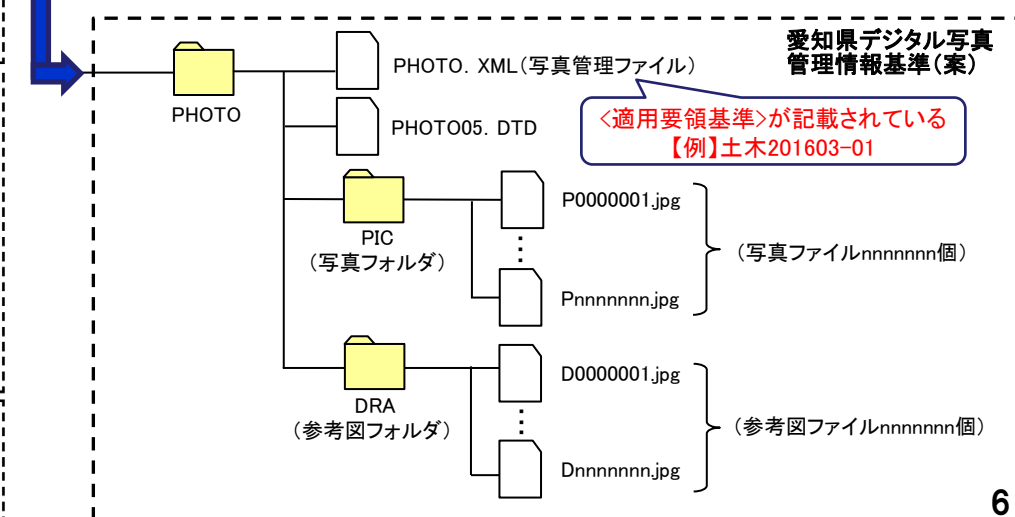 愛知県デジタル写真
管理情報基準(案)
PHOTO
PHOTO．XML(写真管理ファイル)
<適用要領基準>が記載されている
【例】土木201603-01
PHOTO05．DTD
PIC
(写真フォルダ)
P0000001.jpg
⋮
Pnnnnnnn.jpg
(写真ファイルnnnnnnn個)
DRA
(参考図フォルダ)
D0000001.jpg
⋮
Dnnnnnnn.jpg
(参考図ファイルnnnnnnn個)
6